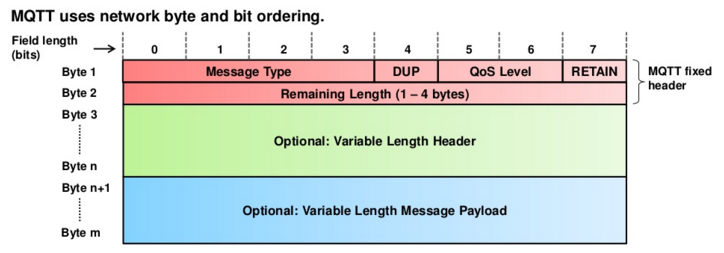 MQTT uses network byte and bit ordering.
Field length
(bits)
0 1 2 3 4 5 6 7
Byte 1
Message Type DUP QoS Level RETAIN
MQTT fixed
header
Byte 2
Remaining Length (1 – 4 bytes)
Byte 3
Optional: Variable Length Header
Byte n
Byte n+1
Optional: Variable Length Message Payload
Byte m